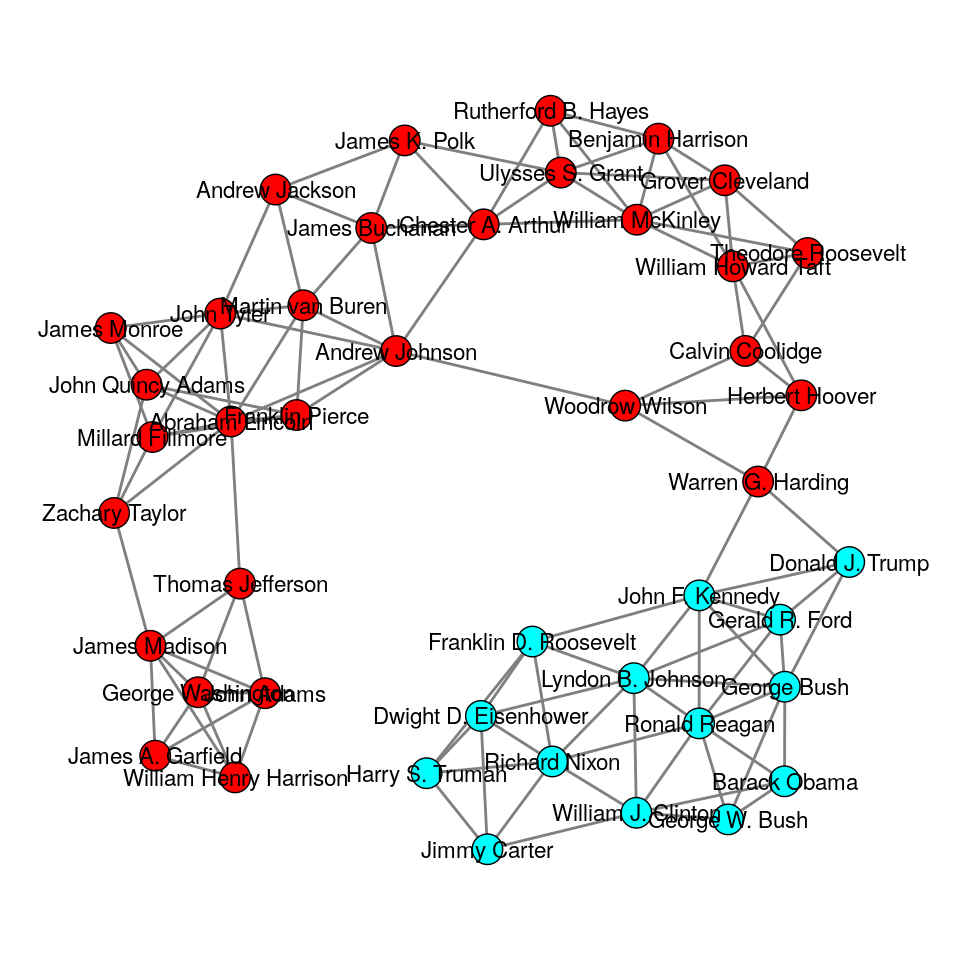 Rutherford B. Hayes
Benjamin Harrison
James K. Polk
Ulysses S. Grant
Grover Cleveland
Andrew Jackson
William McKinley
James Buchanan
Chester A. Arthur
Theodore Roosevelt
William Howard Taft
Martin van Buren
John Tyler
James Monroe
Andrew Johnson
Calvin Coolidge
John Quincy Adams
Herbert Hoover
Woodrow Wilson
Franklin Pierce
Abraham Lincoln
Millard Fillmore
Warren G. Harding
Zachary Taylor
Donald J. Trump
Thomas Jefferson
John F. Kennedy
Gerald R. Ford
Franklin D. Roosevelt
James Madison
Lyndon B. Johnson
George Bush
George Washington
John Adams
Dwight D. Eisenhower
Ronald Reagan
James A. Garfield
Richard Nixon
Harry S. Truman
William Henry Harrison
Barack Obama
William J. Clinton
George W. Bush
Jimmy Carter